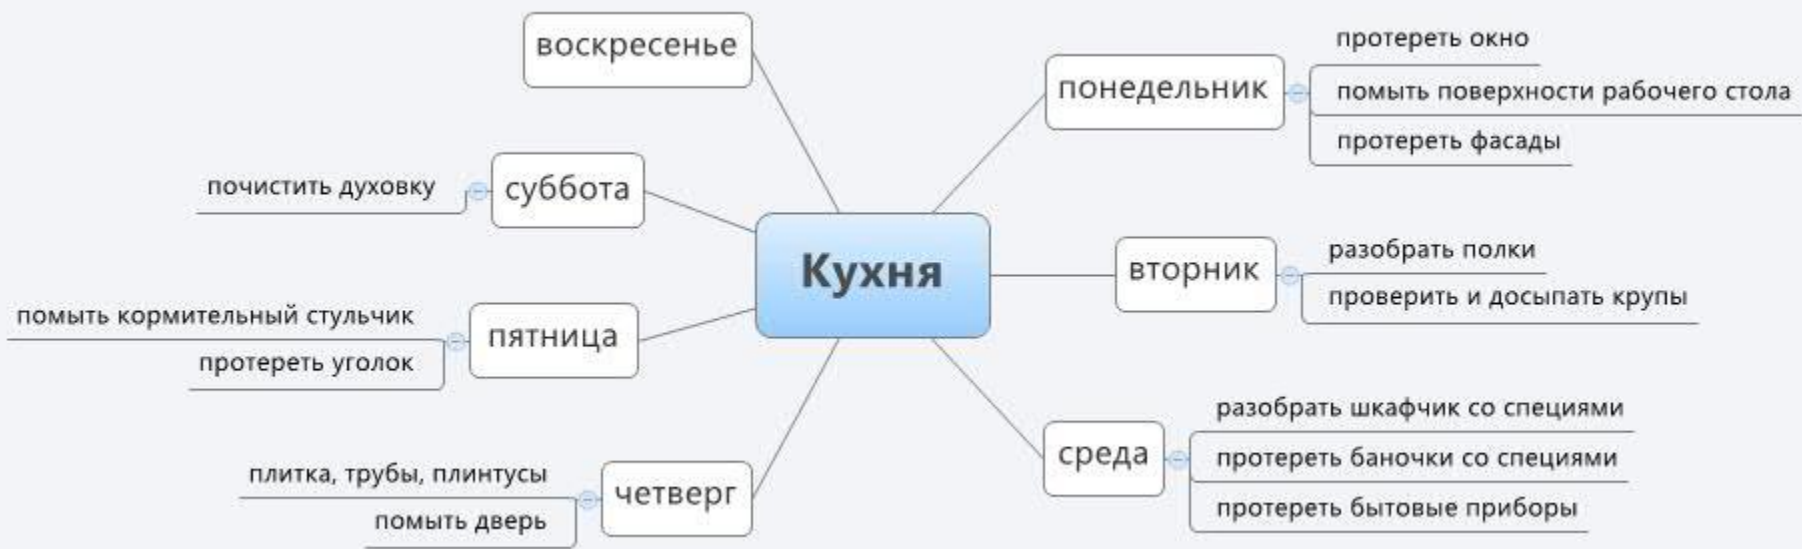 Кухня
понедельник
протереть окно
помыть поверхности рабочего стола
протереть фасады
вторник
разобрать полки
проверить и досыпать крупы
среда
разобрать шкафчик со специями
протереть баночки со специями
протереть бытовые приборы
четверг
плитка, трубы, плинтусы
помыть дверь
пятница
помыть кормительный стульчик
протереть уголок
суббота
почистить духовку
воскресенье